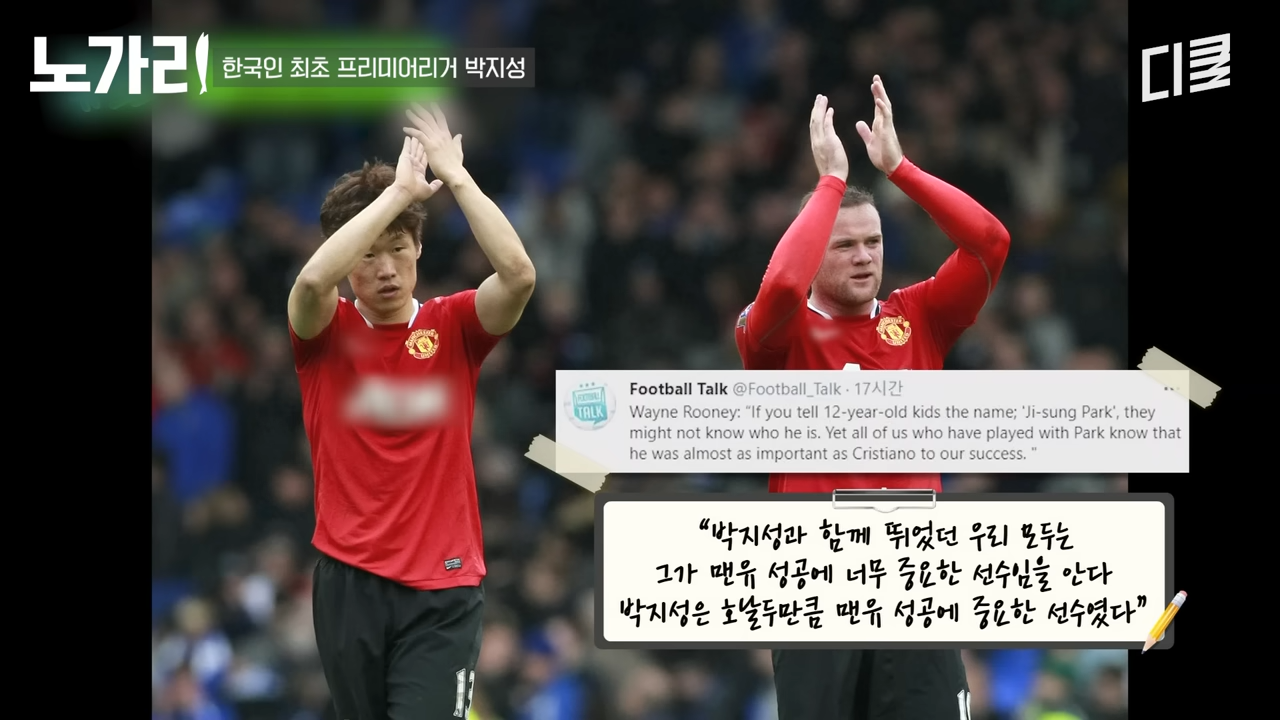 노가리
한국인 최초 프리미어리거 박지성
디클
FOOTBALL
TALK
Football Talk @Football_Talk · 17시간
Wayne Rooney: “If you tell 12-year-old kids the name; ‘Ji-sung Park’, they
might not know who he is. Yet all of us who have played with Park know that
he was almost as important as Cristiano to our success. ”
“박지성과 함께 뛰었던 우리 모두는
그가 맨유 성공에 너무 중요한 선수임을 안다
박지성은 호날두만큼 맨유 성공에 중요한 선수였다”
13